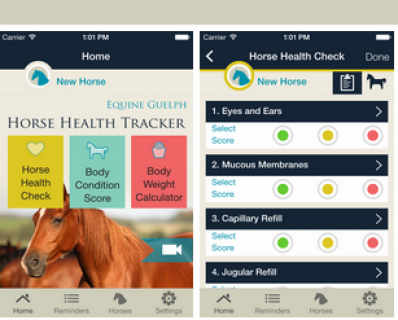 Carrier 1:01 PM
Home
New Horse
EQUINE GUELPH
HORSE HEALTH TRACKER
Horse
Health
Check
Body
Condition
Score
Body
Weight
Calculator
Home Reminders Horses Settings
Carrier 1:01 PM
Horse Health Check Done
New Horse
1. Eyes and Ears
Select
Score
2. Mucous Membranes
Select
Score
3. Capillary Refill
Select
Score
4. Jugular Refill
Home Reminders Horses Settings